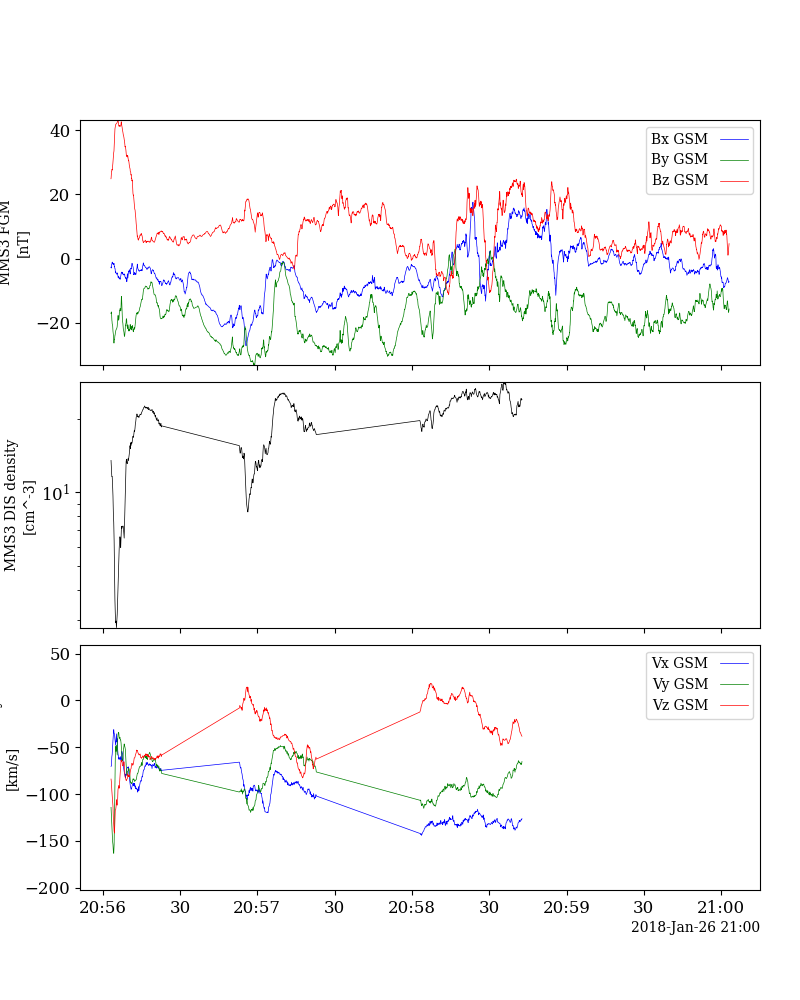 40
20
0
−20
MMS3 FGM
[nT]
Bx GSM
By GSM
Bz GSM
10^1
MMS3 DIS density
[cm^-3]
50
0
−50
−100
−150
−200
[km/s]
Vx GSM
Vy GSM
Vz GSM
20:56 30 20:57 30 20:58 30 20:59 30 21:00
2018-Jan-26 21:00